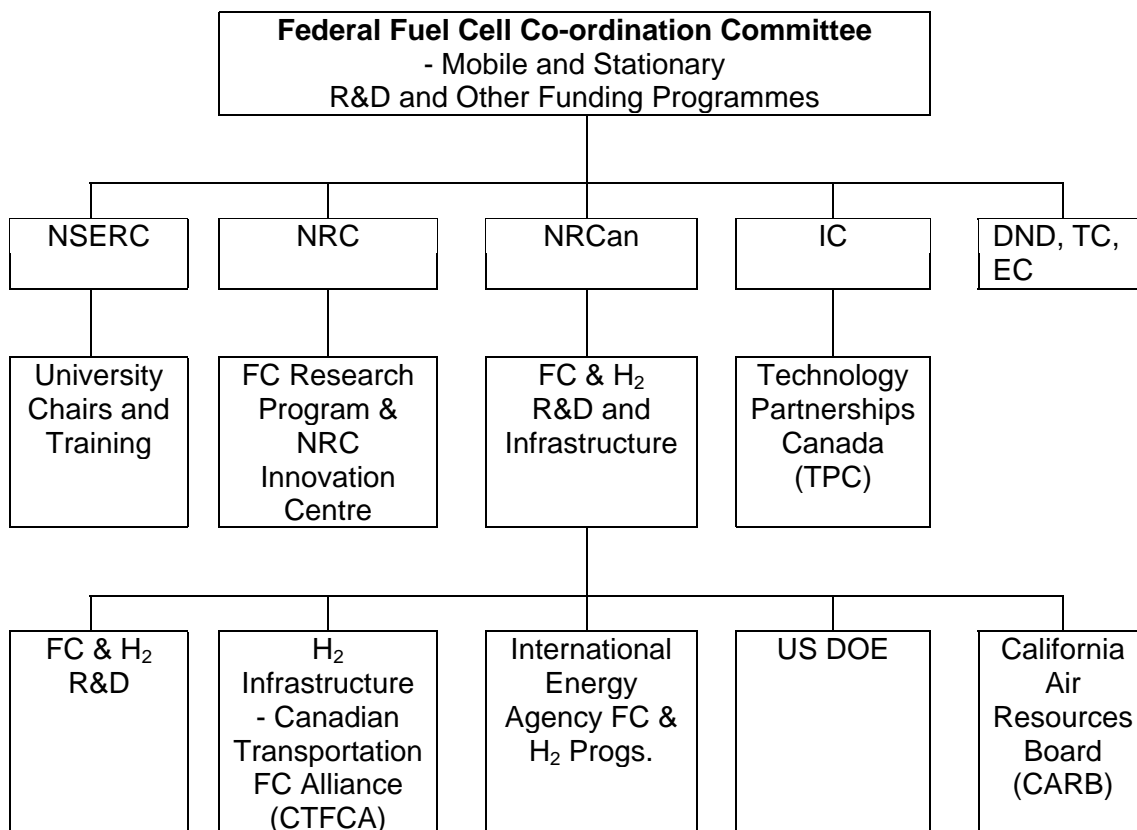 Federal Fuel Cell Co-ordination Committee
- Mobile and Stationary
R&D and Other Funding Programmes
NSERC
NRC
NRCan
IC
DND, TC,
EC
University
Chairs and
Training
FC Research
Program &
NRC
Innovation
Centre
FC & H₂
R&D and
Infrastructure
Technology
Partnerships
Canada
(TPC)
FC & H₂
R&D
H₂
Infrastructure
- Canadian
Transportation
FC Alliance
(CTFCA)
International
Energy
Agency FC &
H₂ Progs.
US DOE
California
Air
Resources
Board
(CARB)